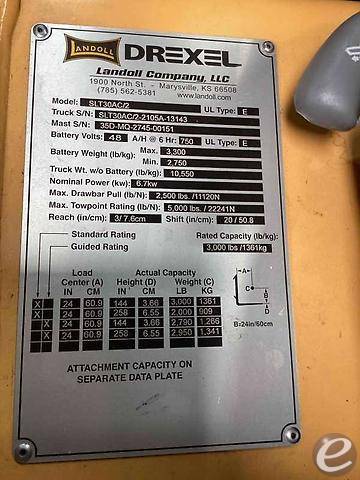 LANDOLL DREXEL
Landoll Company, LLC
1900 North St. - Marysville, KS 66508
(785) 562-5381 www.landoll.com
Model: SLT30AC/2 UL Type: E
Truck S/N: SLT30AC/2-2105A-13143
Mast S/N: 35D-MQ-2745-00151
Battery Volts: 48 A/H @ 6 Hr: 750 UL Type: E
Battery Weight (lb/kg): Max. 3,300
Min. 2,750
Truck Wt. w/o Battery (lb/kg): 10,550
Nominal Power (kw): 6.7kw
Max. Drawbar Pull (lb/N): 2,500 lbs /11120N
Max. Towpoint Rating (lb/N): 5,000 lbs / 22241N
Reach (in/cm): 3/ 7.6cm Shift (in/cm): 20 / 50.8
Standard Rating Rated Capacity (lb/kg):
Guided Rating 3,000 lbs /1361kg
Load Center (A) Actual Capacity
Height (D) Weight (C)
IN CM IN CM LB KG
X 24 60.9 144 3.66 3,000 1361
X 24 60.9 258 6.55 2,000 909
X 24 60.9 144 3.66 2,790 1266
X 24 60.9 258 6.55 2,950 1341
A
C
B
D
B=24in/60cm
ATTACHMENT CAPACITY ON
SEPARATE DATA PLATE
e